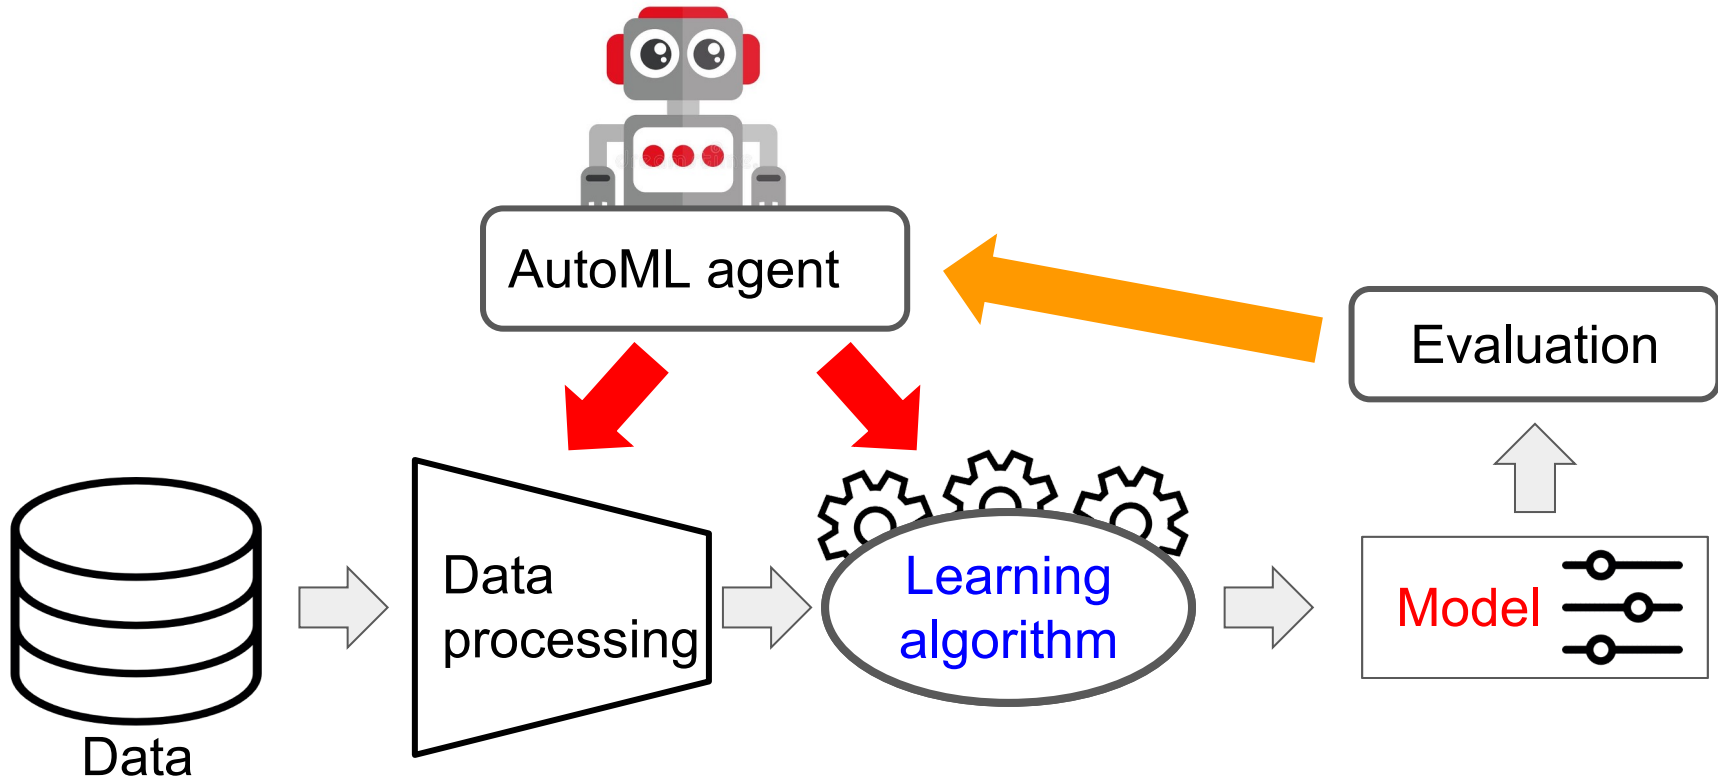 AutoML agent
Evaluation
Data
processing
Learning
algorithm
Model
Data